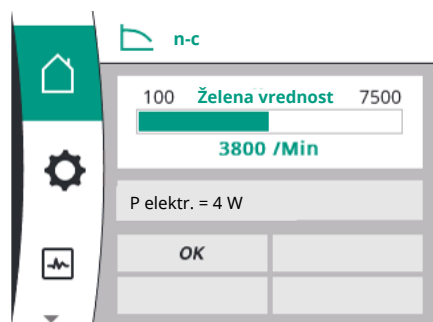 n-c
100 Želena vrednost 7500
3800 /Min
P elektr. = 4 W
OK